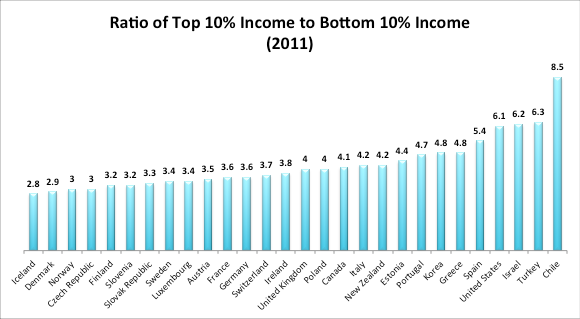 Ratio of Top 10% Income to Bottom 10% Income
(2011)
2.8 2.9 3 3 3.2 3.2 3.3 3.4 3.4 3.5 3.6 3.6 3.7 3.8 4 4 4.1 4.2 4.2 4.4 4.7 4.8 4.8 5.4 6.1 6.2 6.3 8.5
Iceland
Denmark
Norway
Czech Republic
Finland
Slovenia
Slovak Republic
Sweden
Luxembourg
Austria
France
Germany
Switzerland
Ireland
United Kingdom
Poland
Canada
Italy
New Zealand
Estonia
Portugal
Korea
Greece
Spain
United States
Israel
Turkey
Chile